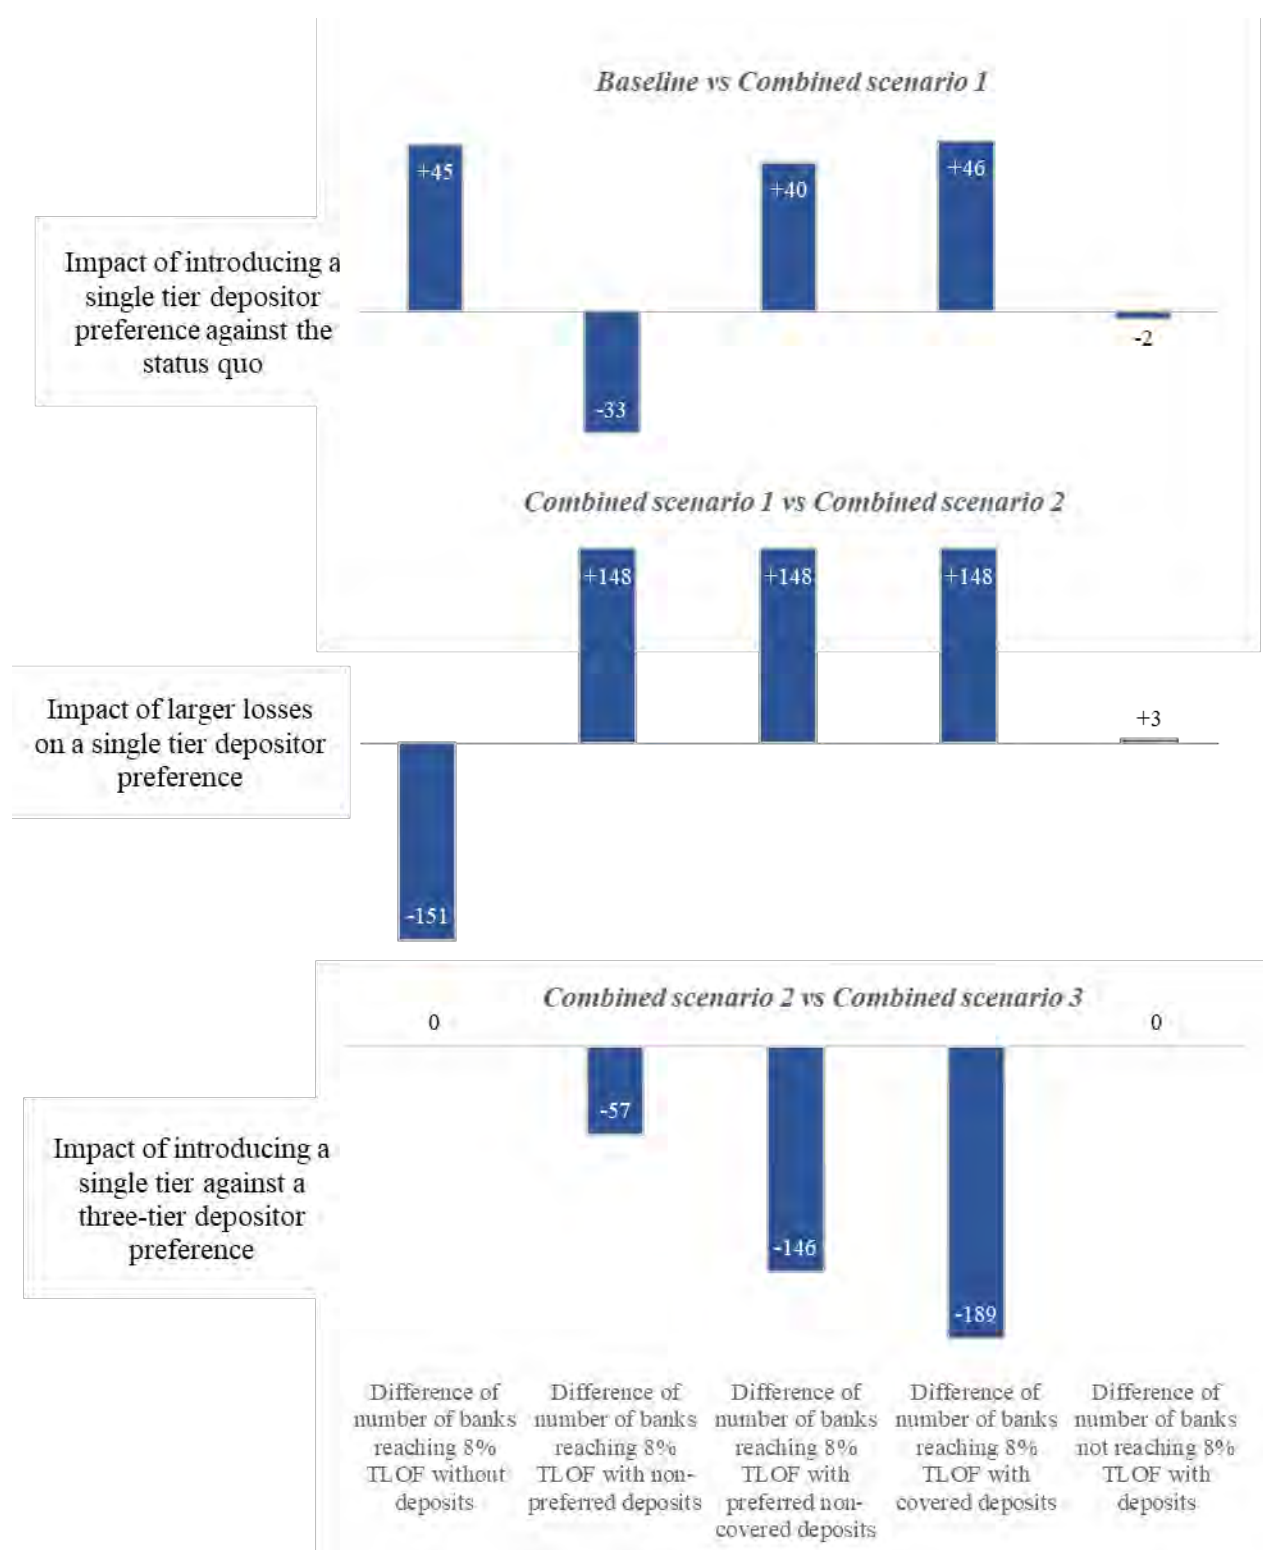 Baseline vs Combined scenario 1
+45
+40
+46
-33
-2
Impact of introducing a
single tier depositor
preference against the
status quo
Combined scenario 1 vs Combined scenario 2
+148
+148
+148
+3
-151
Impact of larger losses
on a single tier depositor
preference
Combined scenario 2 vs Combined scenario 3
0
0
-57
-146
-189
Impact of introducing a
single tier against a
three-tier depositor
preference
Difference of
number of banks
reaching 8%
TLOF without
deposits
Difference of
number of banks
reaching 8%
TLOF with non-
preferred deposits
Difference of
number of banks
reaching 8%
TLOF with
preferred non-
covered deposits
Difference of
number of banks
reaching 8%
TLOF with
covered deposits
Difference of
number of banks
not reaching 8%
TLOF with
deposits